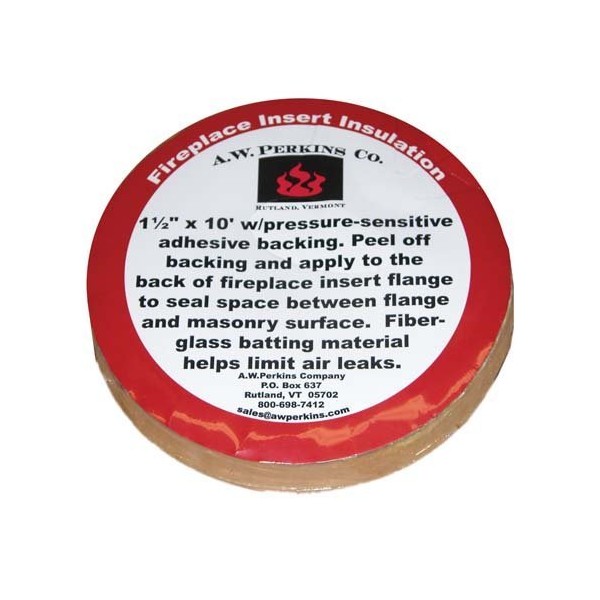 Fireplace Insert Insulation
A.W. PERKINS CO.
RUTLAND, VERMONT
1½" x 10' w/pressure-sensitive
adhesive backing. Peel off
backing and apply to the
back of fireplace insert flange
to seal space between flange
and masonry surface. Fiber-
glass batting material
helps limit air leaks.
A.W.Perkins Company
P.O. Box 637
Rutland, VT 05702
800-698-7412
sales@awperkins.com